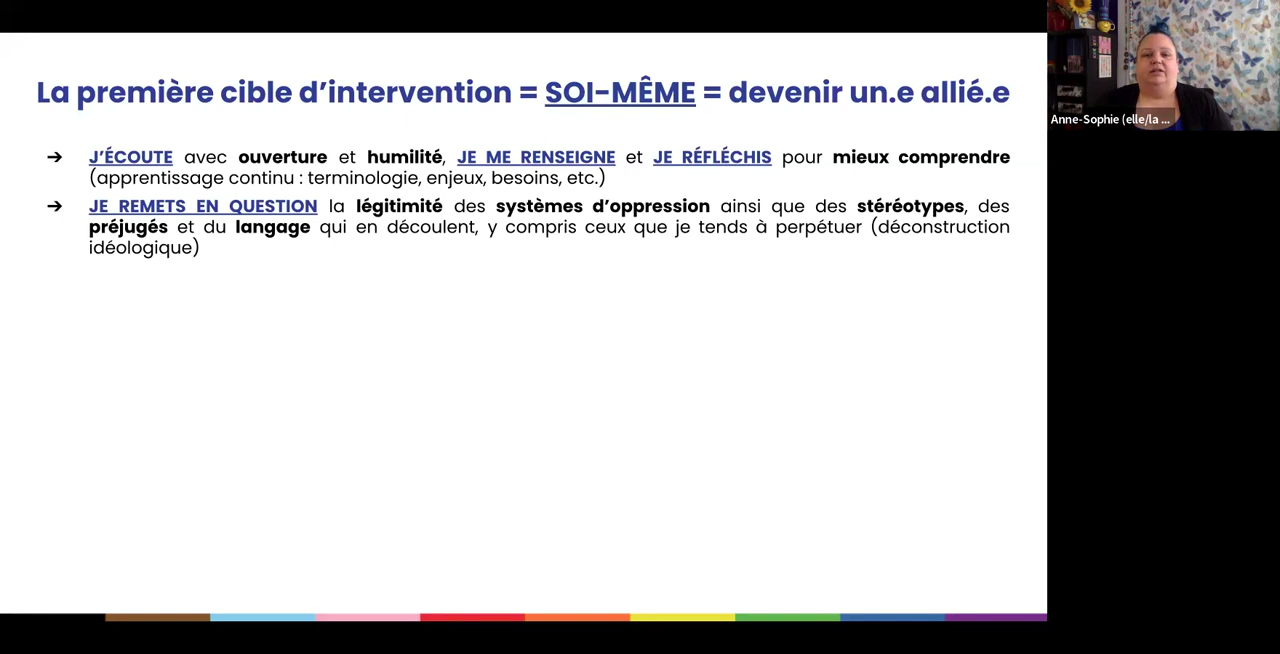 La première cible d'intervention = SOI-MÊME = devenir un.e allié.e
➔ J'ÉCOUTE avec ouverture et humilité, JE ME RENSEIGNE et JE RÉFLÉCHIS pour mieux comprendre
(apprentissage continu : terminologie, enjeux, besoins, etc.)
➔ JE REMETS EN QUESTION la légitimité des systèmes d'oppression ainsi que des stéréotypes, des
préjugés et du langage qui en découlent, y compris ceux que je tends à perpétuer (déconstruction
idéologique)
Anne-Sophie (elle/la ...